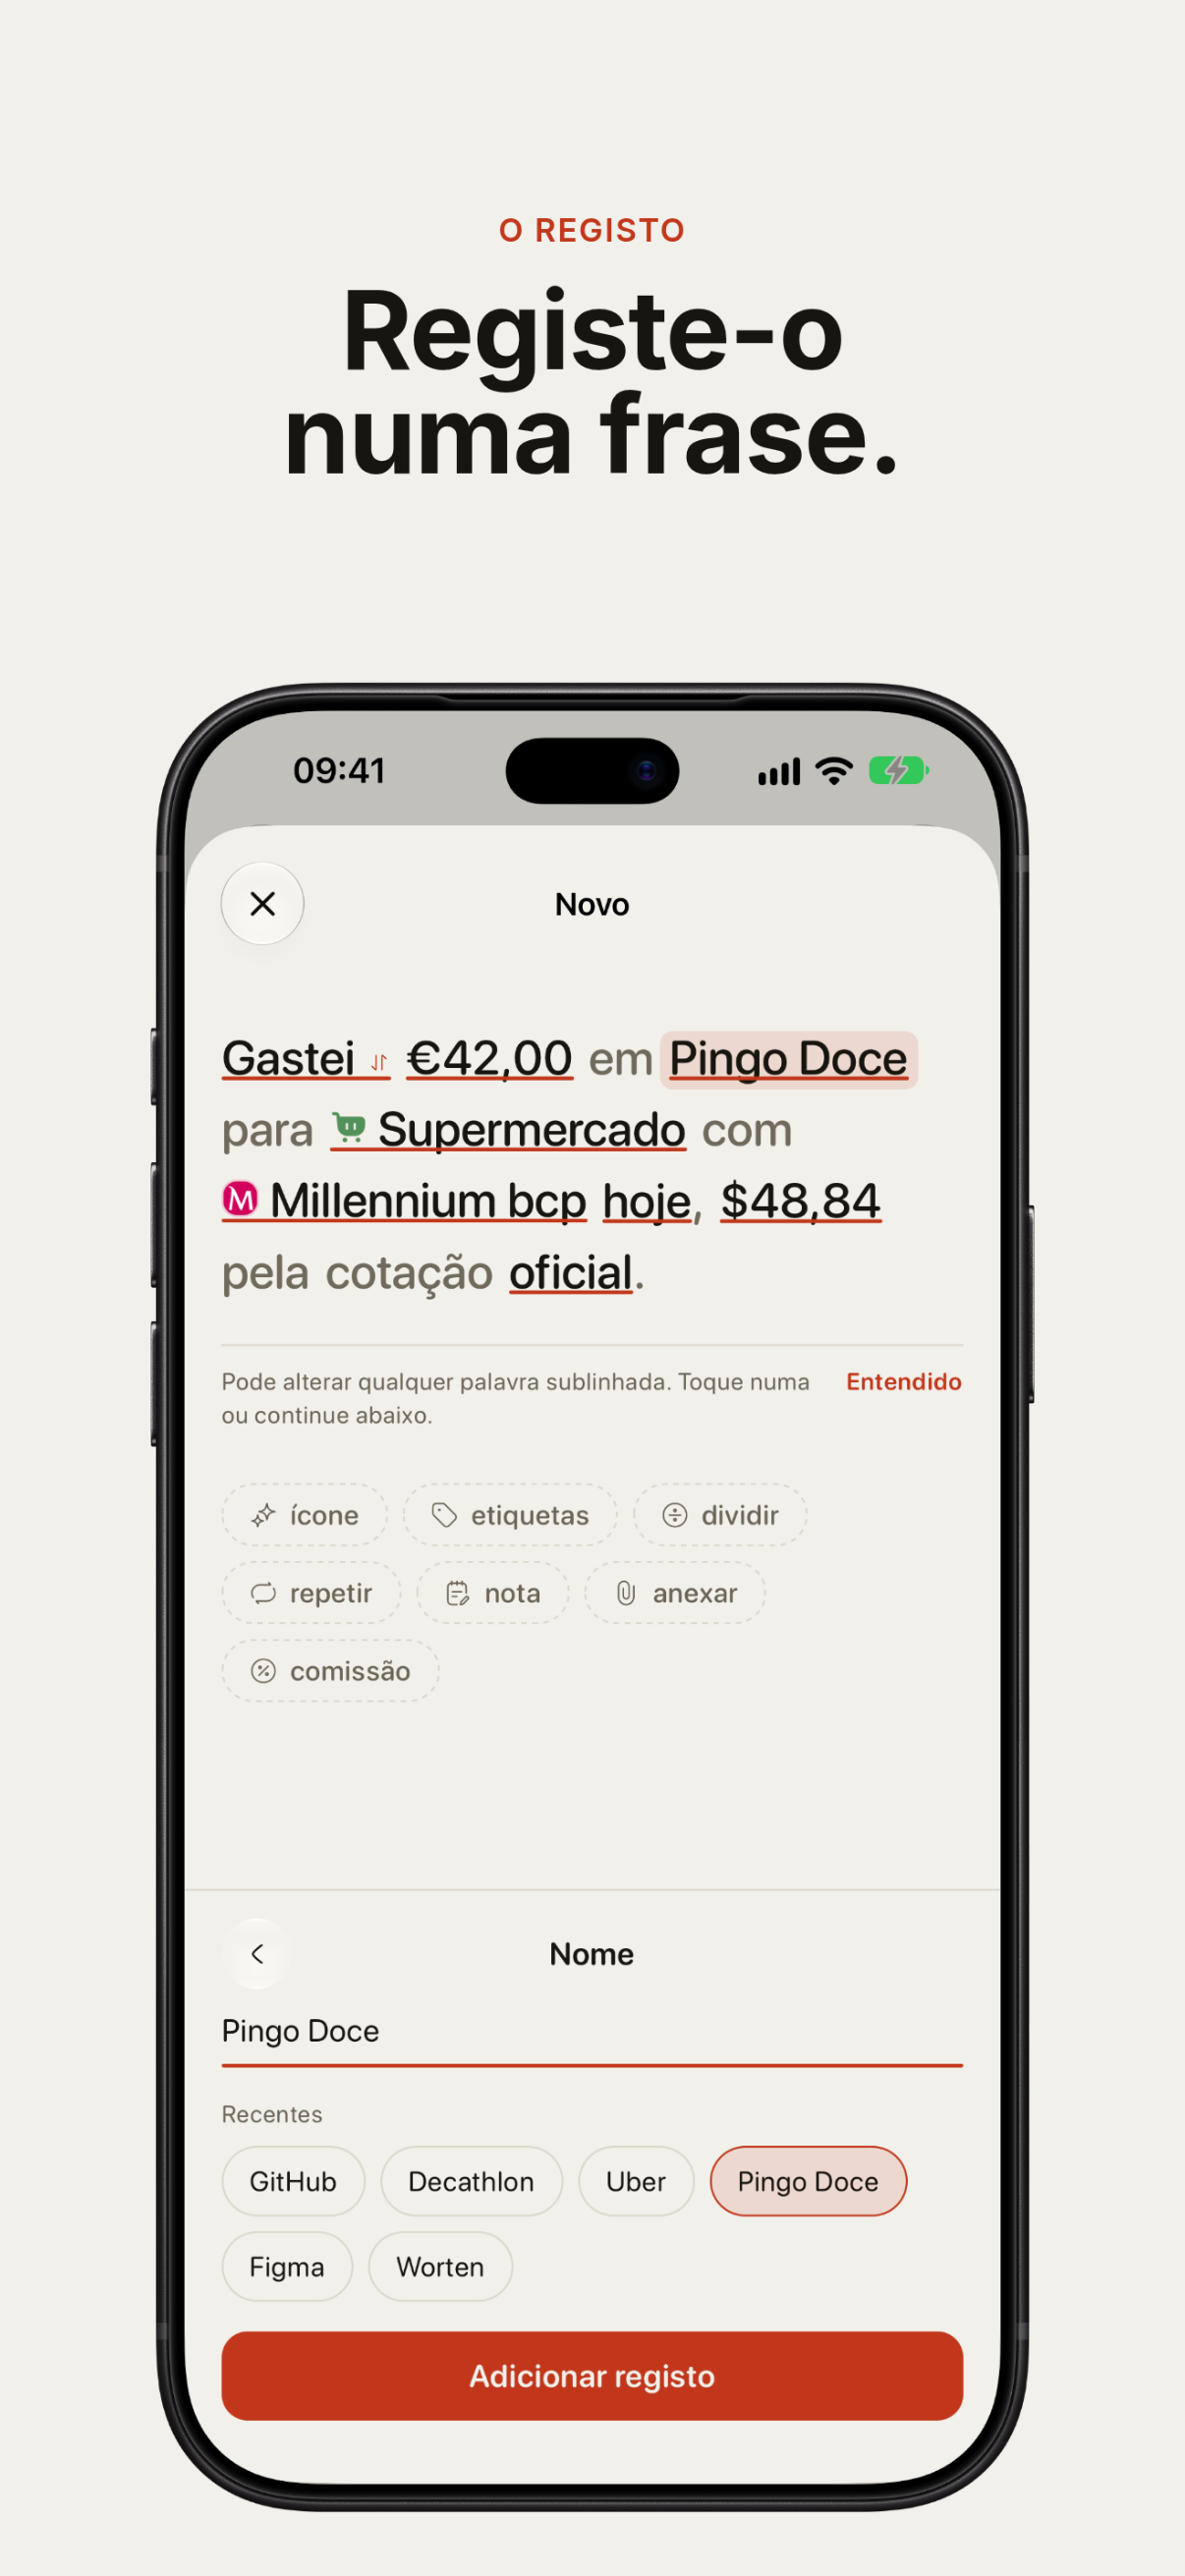 O REGISTO
Registe-o
numa frase.
09:41
Novo
Gastei €42,00 em Pingo Doce
para Supermercado com
M Millennium bcp hoje, $48,84
pela cotação oficial.
Pode alterar qualquer palavra sublinhada. Toque numa
ou continue abaixo.
Entendido
ícone etiquetas dividir
repetir nota anexar
comissão
Nome
Pingo Doce
Recentes
GitHub Decathlon Uber Pingo Doce
Figma Worten
Adicionar registo